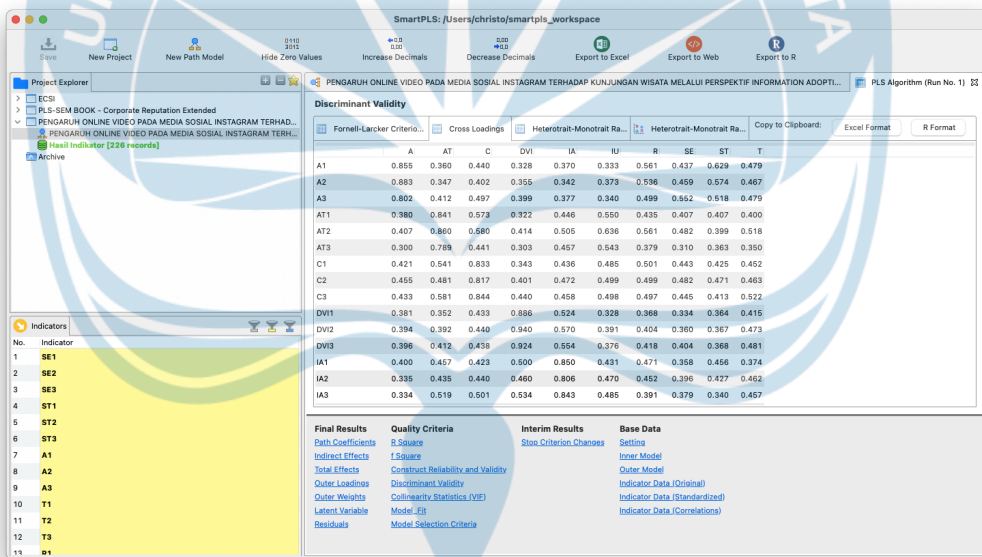 SmartPLS: /Users/christo/smartpls_workspace
Save New Project New Path Model Hide Zero Values Increase Decimals Decrease Decimals Export to Excel Export to Web Export to R
Project Explorer
ECSI
PLS-SEM BOOK - Corporate Reputation Extended
PENGARUH ONLINE VIDEO PADA MEDIA SOSIAL INSTAGRAM TERHAD...
PENGARUH ONLINE VIDEO PADA MEDIA SOSIAL INSTAGRAM TERH...
Hasil Indikator [226 records]
Archive
Indicators
No. Indicator
1 SE1
2 SE2
3 SE3
4 ST1
5 ST2
6 ST3
7 A1
8 A2
9 A3
10 T1
11 T2
12 T3
13 R1
PENGARUH ONLINE VIDEO PADA MEDIA SOSIAL INSTAGRAM TERHADAP KUNJUNGAN WISATA MELALUI PERSPEKTIF INFORMATION ADOPTI... PLS Algorithm (Run No. 1)
Discriminant Validity
Fornell-Larcker Criterio... Cross Loadings Heterotrait-Monotrait Ra... Heterotrait-Monotrait Ra... Copy to Clipboard: Excel Format R Format
A AT C DVI IA IU R SE ST T
A1 0.855 0.360 0.440 0.328 0.370 0.333 0.561 0.437 0.629 0.479
A2 0.883 0.347 0.402 0.355 0.342 0.373 0.536 0.459 0.574 0.467
A3 0.802 0.412 0.497 0.399 0.377 0.340 0.499 0.552 0.518 0.479
AT1 0.380 0.841 0.573 0.322 0.446 0.550 0.435 0.407 0.407 0.400
AT2 0.407 0.860 0.580 0.414 0.505 0.636 0.561 0.482 0.399 0.518
AT3 0.300 0.789 0.441 0.303 0.457 0.543 0.379 0.310 0.363 0.350
C1 0.421 0.541 0.833 0.343 0.436 0.485 0.501 0.443 0.425 0.452
C2 0.455 0.481 0.817 0.401 0.472 0.499 0.499 0.482 0.471 0.463
C3 0.433 0.581 0.844 0.440 0.458 0.498 0.497 0.445 0.413 0.522
DVI1 0.381 0.352 0.433 0.886 0.524 0.328 0.368 0.334 0.364 0.415
DVI2 0.394 0.392 0.440 0.940 0.570 0.391 0.404 0.360 0.367 0.473
DVI3 0.396 0.412 0.438 0.924 0.554 0.376 0.418 0.404 0.368 0.481
IA1 0.400 0.457 0.423 0.500 0.850 0.431 0.471 0.358 0.456 0.374
IA2 0.335 0.435 0.440 0.460 0.806 0.470 0.452 0.396 0.427 0.462
IA3 0.334 0.519 0.501 0.534 0.843 0.485 0.391 0.379 0.340 0.457
Final Results Quality Criteria Interim Results Base Data
Path Coefficients R Square Stop Criterion Changes Setting
Indirect Effects f Square Inner Model
Total Effects Construct Reliability and Validity Outer Model
Outer Loadings Discriminant Validity Indicator Data (Original)
Outer Weights Collinearity Statistics (VIF) Indicator Data (Standardized)
Latent Variable Model_Fit Indicator Data (Correlations)
Residuals Model Selection Criteria